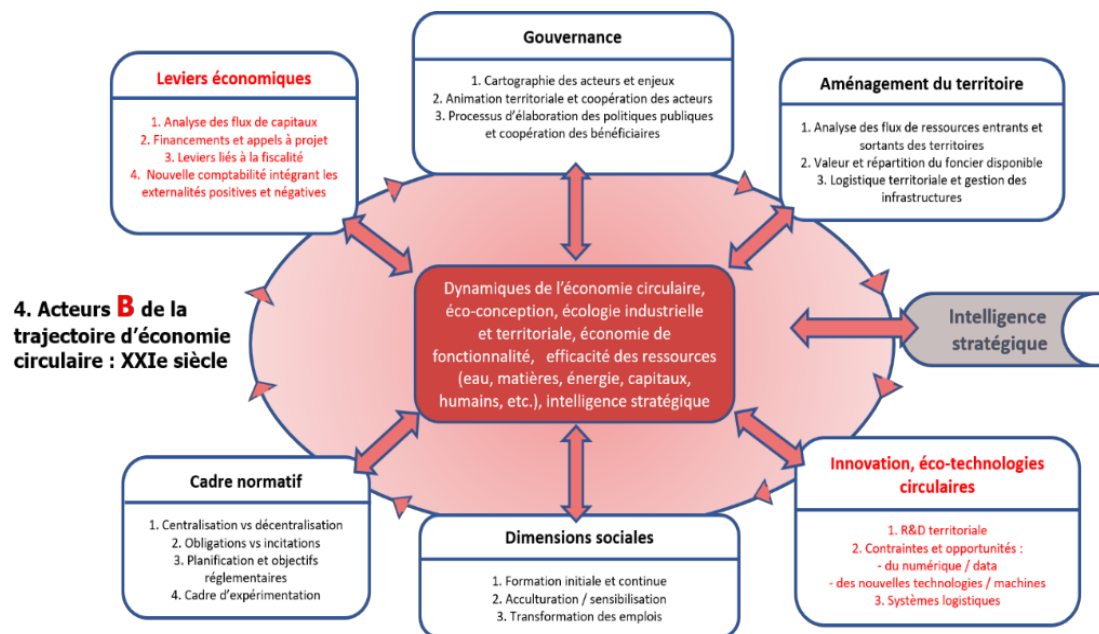 Gouvernance
1. Cartographie des acteurs et enjeux
2. Animation territoriale et coopération des acteurs
3. Processus d'élaboration des politiques publiques
et coopération des bénéficiaires
Leviers économiques
1. Analyse des flux de capitaux
2. Financements et appels à projet
3. Leviers liés à la fiscalité
4. Nouvelle comptabilité intégrant les
externalités positives et négatives
Aménagement du territoire
1. Analyse des flux de ressources entrants et
sortants des territoires
2. Valeur et répartition du foncier disponible
3. Logistique territoriale et gestion des
infrastructures
4. Acteurs B de la
trajectoire d'économie
circulaire : XXIe siècle
Dynamiques de l'économie circulaire,
éco-conception, écologie industrielle
et territoriale, économie de
fonctionnalité, efficacité des ressources
(eau, matières, énergie, capitaux,
humains, etc.), intelligence stratégique
Intelligence
stratégique
Cadre normatif
1. Centralisation vs décentralisation
2. Obligations vs incitations
3. Planification et objectifs
réglementaires
4. Cadre d'expérimentation
Dimensions sociales
1. Formation initiale et continue
2. Acculturation / sensibilisation
3. Transformation des emplois
Innovation, éco-technologies
circulaires
1. R&D territoriale
2. Contraintes et opportunités :
- du numérique / data
- des nouvelles technologies / machines
3. Systèmes logistiques